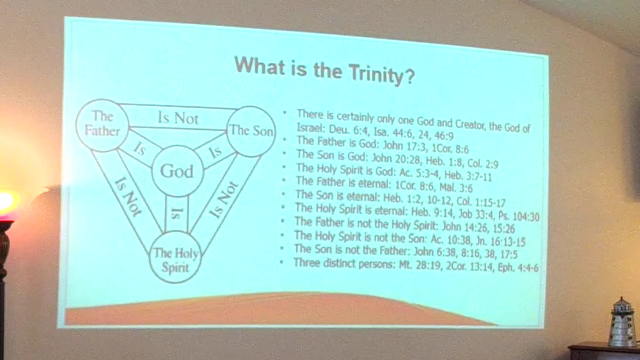 What is the Trinity?
The
Father
Is Not
The Son
Is
Is
God
Is Not
Is
Is Not
The Holy
Spirit
• There is certainly only one God and Creator, the God of
Israel: Deu. 6:4, Isa. 44:6, 24, 46:9
• The Father is God: John 17:3, 1Cor. 8:6
• The Son is God: John 20:28, Heb. 1:8, Col. 2:9
• The Holy Spirit is God: Ac. 5:3-4, Heb. 3:7-11
• The Father is eternal: 1Cor. 8:6, Mal. 3:6
• The Son is eternal: Heb. 1:2, 10-12, Col. 1:15-17
• The Holy Spirit is eternal: Heb. 9:14, Job 33:4, Ps. 104:30
• The Father is not the Holy Spirit: John 14:26, 15:26
• The Holy Spirit is not the Son: Ac. 10:38, Jn. 16:13-15
• The Son is not the Father: John 6:38, 8:16, 38, 17:5
• Three distinct persons: Mt. 28:19, 2Cor. 13:14, Eph. 4:4-6